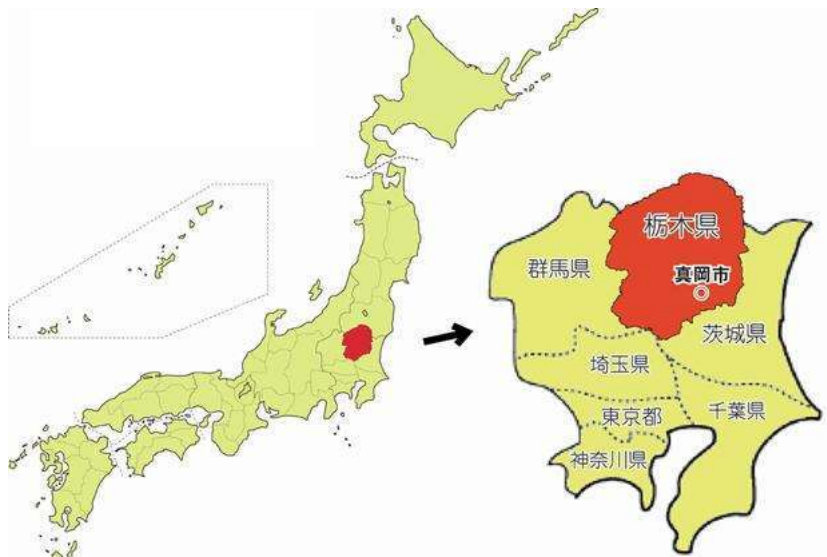 栃木県
群馬県
真岡市
茨城県
埼玉県
東京都
千葉県
神奈川県